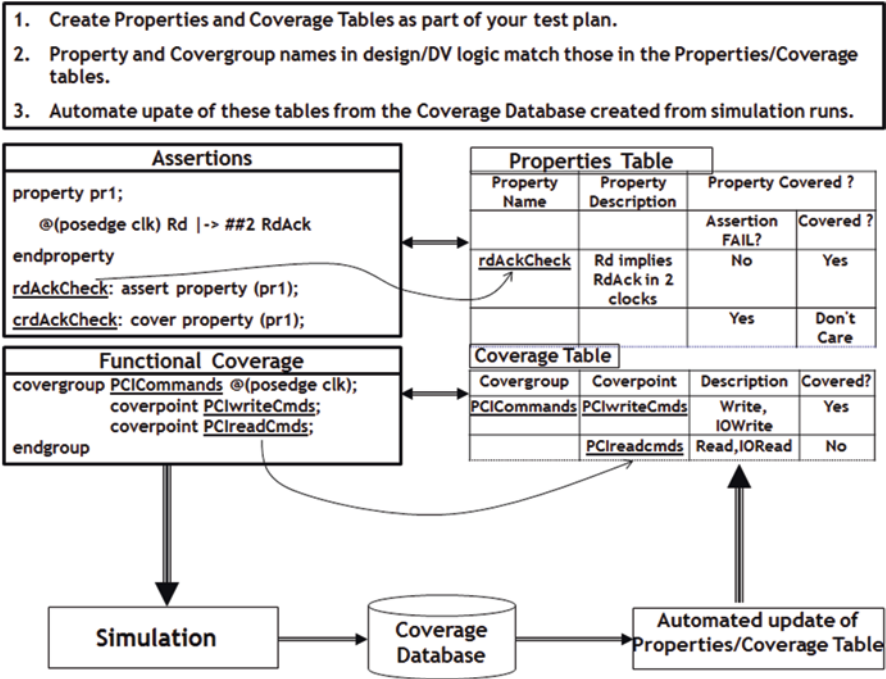 1. Create Properties and Coverage Tables as part of your test plan.
2. Property and Covergroup names in design/DV logic match those in the Properties/Coverage
tables.
3. Automate upate of these tables from the Coverage Database created from simulation runs.
Assertions
property pr1;
@(posedge clk) Rd |-> ##2 RdAck
endproperty
rdAckCheck: assert property (pr1);
crdAckCheck: cover property (pr1);
Properties Table
Property Name Property Description Property Covered ?
Assertion FAIL? Covered ?
rdAckCheck Rd implies RdAck in 2 clocks No Yes
Yes Don't Care
Functional Coverage
covergroup PCICommands @(posedge clk);
coverpoint PCIwriteCmds;
coverpoint PCIreadCmds;
endgroup
Coverage Table
Covergroup Coverpoint Description Covered?
PCICommands PCIwriteCmds Write, IOWrite Yes
PCIreadcmds Read,IORead No
Simulation
Coverage
Database
Automated update of
Properties/Coverage Table